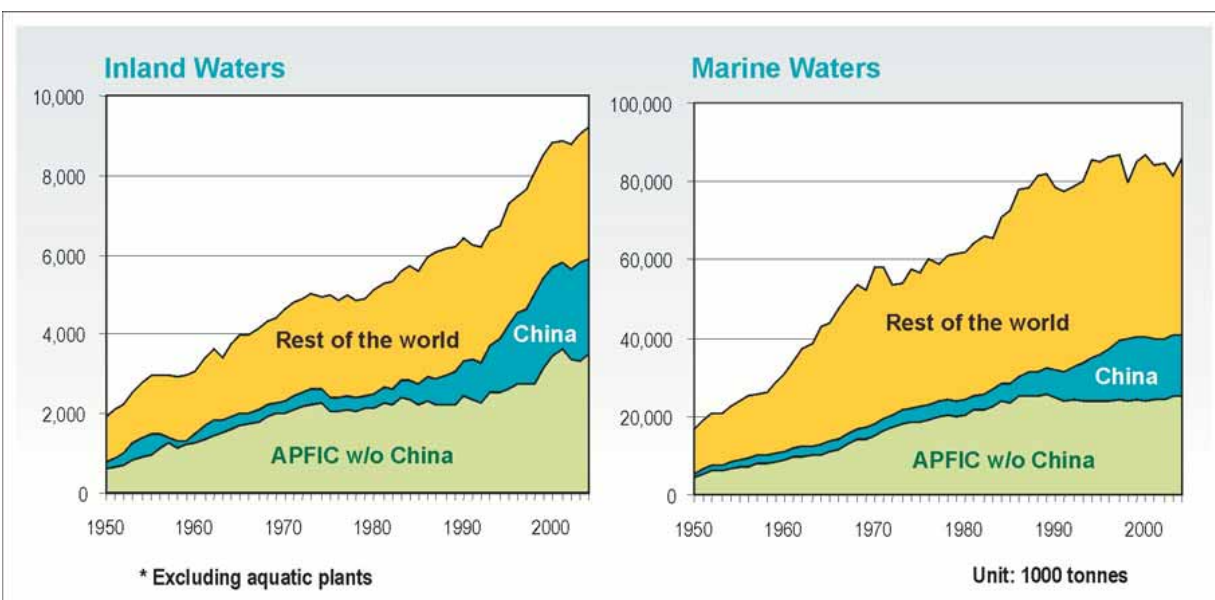 Inland Waters
10,000
8,000
6,000
4,000
2,000
0
Rest of the world
China
APFIC w/o China
1950 1960 1970 1980 1990 2000
* Excluding aquatic plants
Marine Waters
100,000
80,000
60,000
40,000
20,000
0
Rest of the world
China
APFIC w/o China
1950 1960 1970 1980 1990 2000
Unit: 1000 tonnes